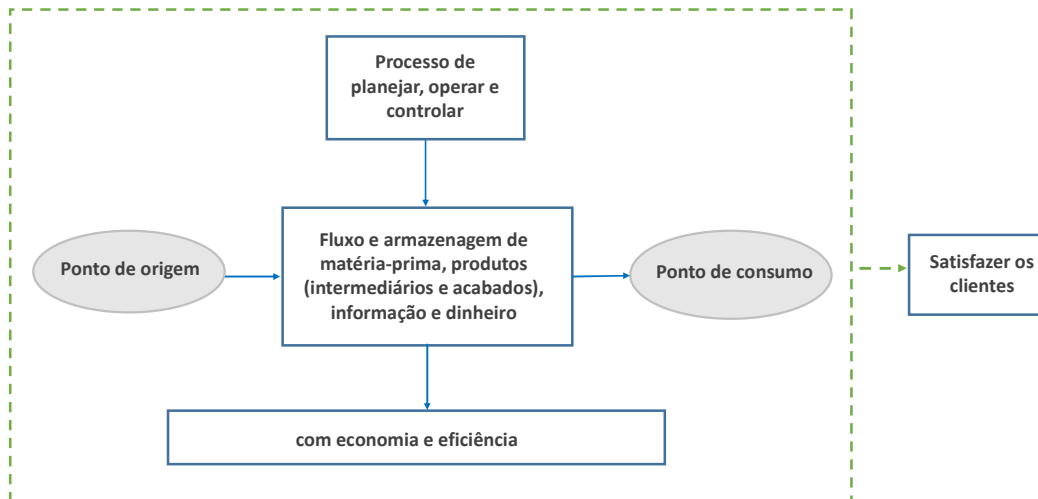 Processo de
planejar, operar e
controlar
Ponto de origem
Fluxo e armazenagem de
matéria-prima, produtos
(intermediários e acabados),
informação e dinheiro
Ponto de consumo
Satisfazer os
clientes
com economia e eficiência